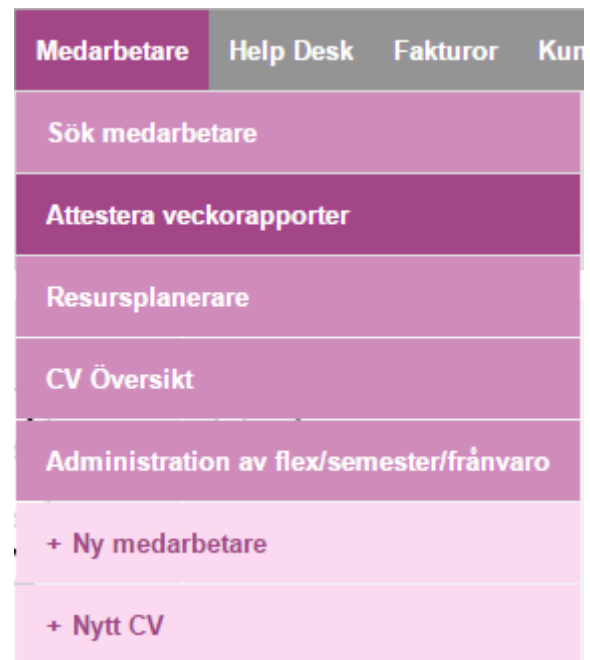 Medarbetare Help Desk Fakturor
Sök medarbetare
Attestera veckorapporter
Resursplanerare
CV Översikt
Administration av flex/semester/frånvaro
+ Ny medarbetare
+ Nytt CV